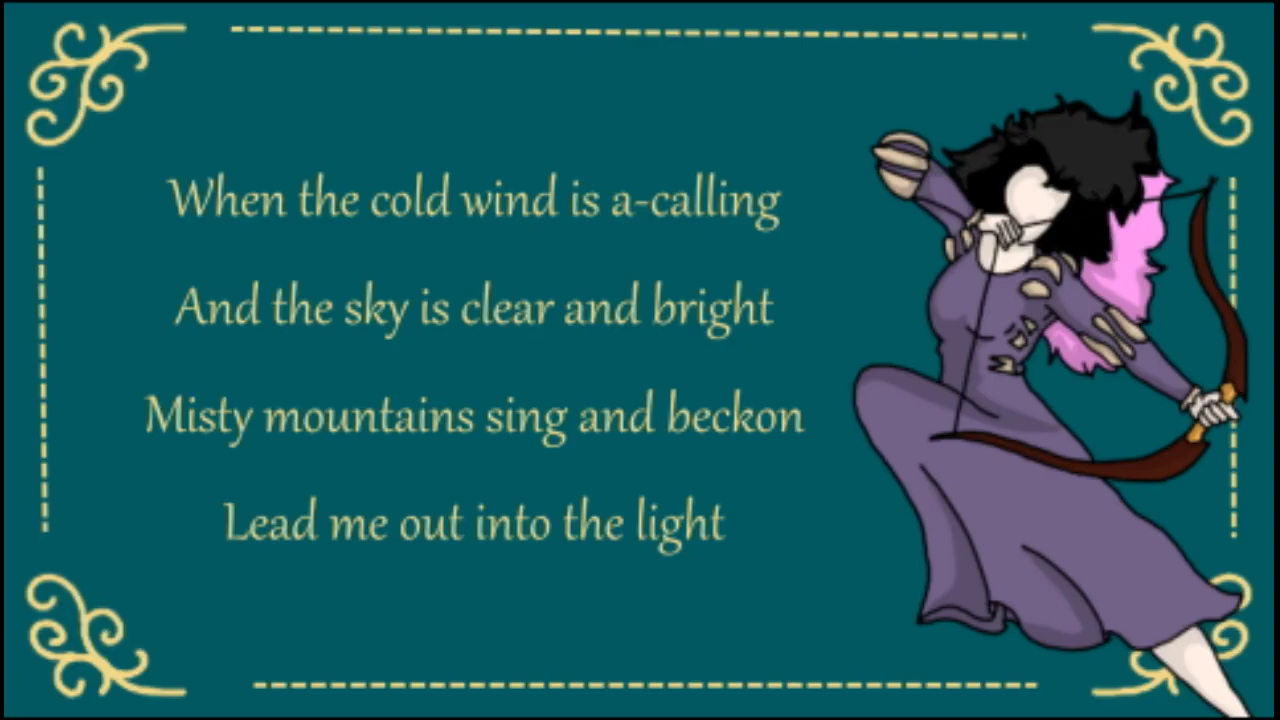 When the cold wind is a-calling
And the sky is clear and bright
Misty mountains sing and beckon
Lead me out into the light